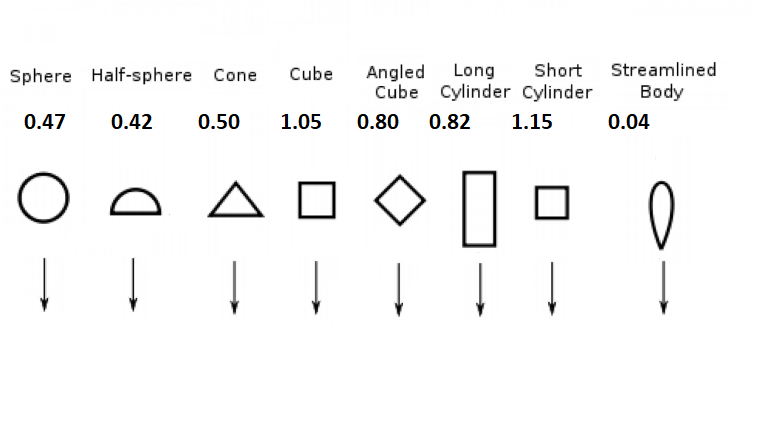 Sphere Half-sphere Cone Cube Angled Cube Long Cylinder Short Cylinder Streamlined Body
0.47 0.42 0.50 1.05 0.80 0.82 1.15 0.04